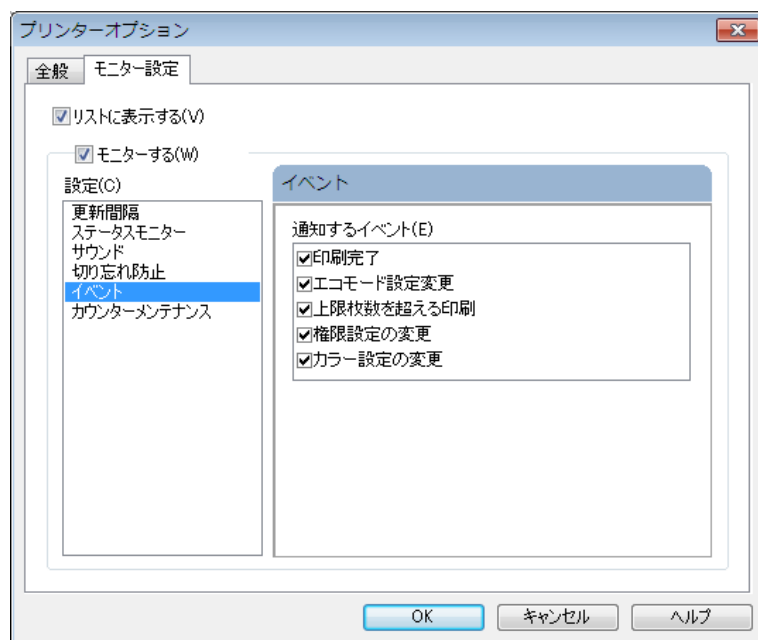 プリンターオプション
全般
モニター設定
リストに表示する(V)
モニターする(W)
設定(C)
更新間隔
ステータスモニター
サウンド
切り忘れ防止
イベント
カウンターメンテナンス
イベント
通知するイベント(E)
印刷完了
エコモード設定変更
上限枚数を超える印刷
権限設定の変更
カラー設定の変更
OK
キャンセル
ヘルプ